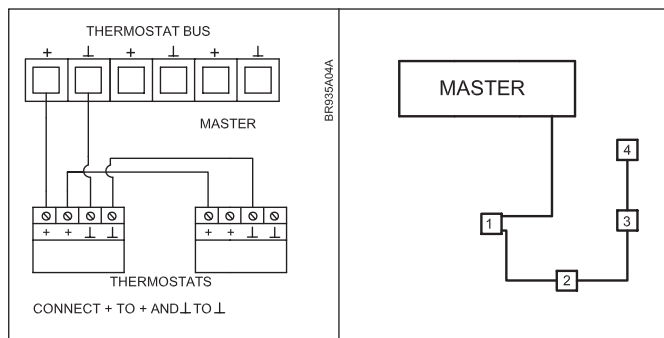 THERMOSTAT BUS
+ ⊥ + ⊥ + ⊥
MASTER
+ + ⊥ ⊥
+ + ⊥ ⊥
THERMOSTATS
CONNECT + TO + AND ⊥ TO ⊥
BR935A04A
MASTER
4
1
3
2